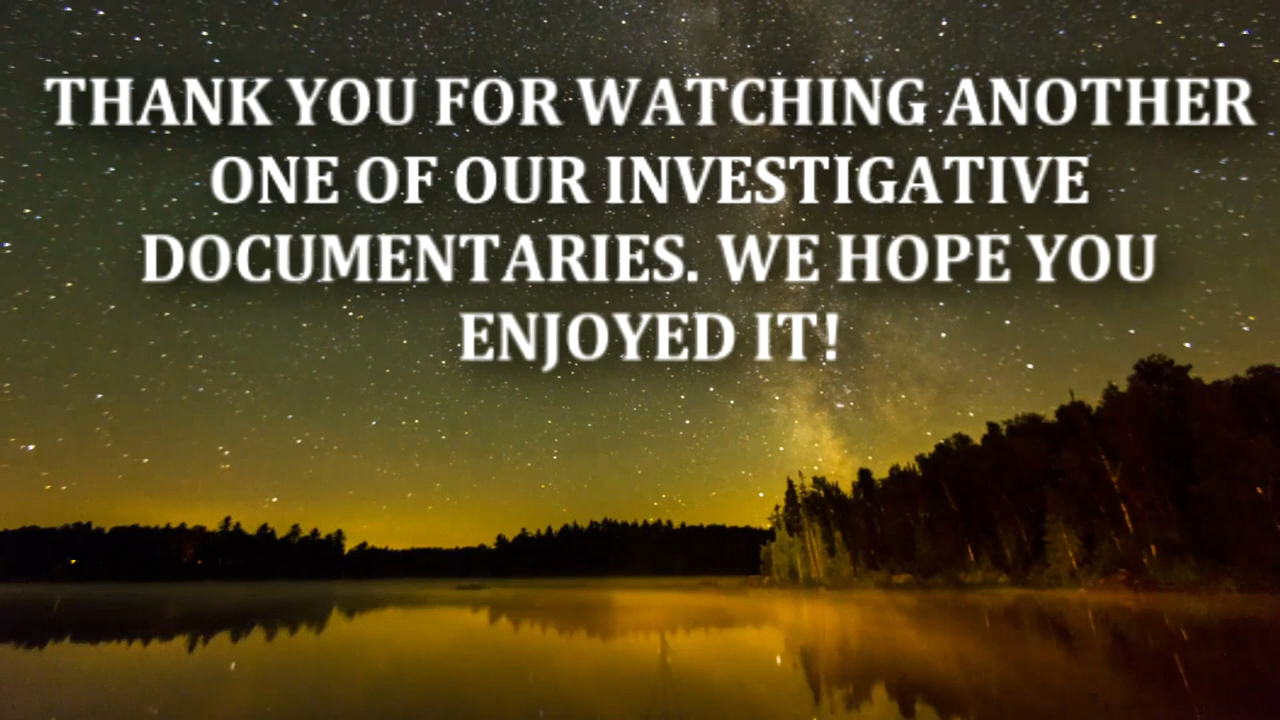 THANK YOU FOR WATCHING ANOTHER
ONE OF OUR INVESTIGATIVE
DOCUMENTARIES. WE HOPE YOU
ENJOYED IT!